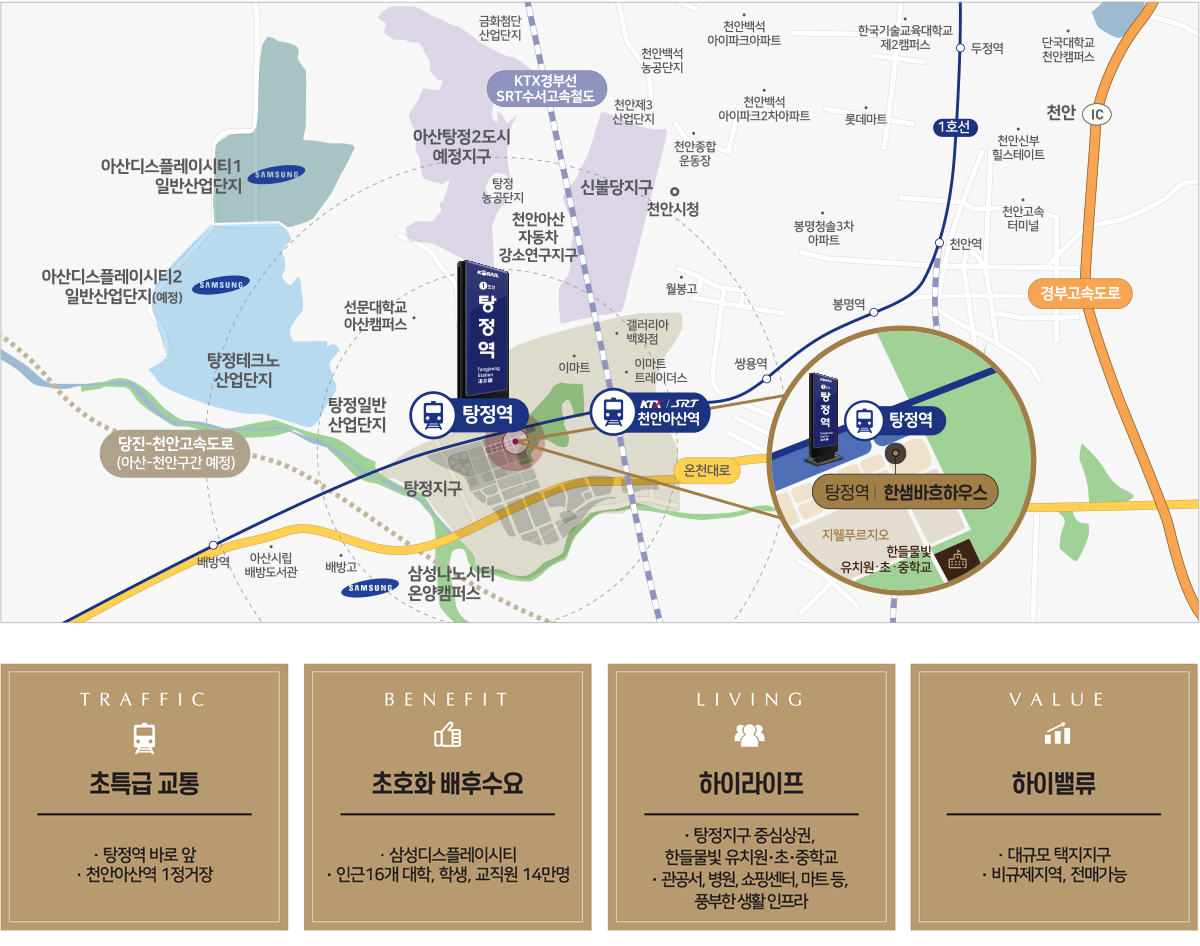 금화첨단
산업단지
천안백석
아이파크아파트
한국기술교육대학교
제2캠퍼스
두정역
단국대학교
천안캠퍼스
천안백석
농공단지
KTX경부선
SRT수서고속철도
천안제3
산업단지
천안백석
아이파크2차아파트
롯데마트
1호선
천안
IC
아산탕정2도시
예정지구
천안종합
운동장
천안신부
힐스테이트
아산디스플레이시티1
일반산업단지
SAMSUNG
탕정
농공단지
신불당지구
천안시청
천안아산
자동차
강소연구지구
봉명청솔3차
아파트
천안고속
터미널
천안역
아산디스플레이시티2
일반산업단지(예정)
SAMSUNG
KORAIL
1호선
탕정역
Tangjeong
Station
월봉고
경부고속도로
선문대학교
아산캠퍼스
봉명역
갤러리아
백화점
탕정테크노
산업단지
이마트
이마트
트레이더스
쌍용역
탕정일반
산업단지
탕정역
KTX / SRT
천안아산역
탕정역
탕정역
당진-천안고속도로
(아산-천안구간 예정)
온천대로
탕정지구
탕정역 | 한샘바흐하우스
지웰푸르지오
한들물빛
유치원·초·중학교
배방역
아산시립
배방도서관
배방고
SAMSUNG
삼성나노시티
온양캠퍼스
TRAFFIC
초특급 교통
· 탕정역 바로 앞
· 천안아산역 1정거장
BENEFIT
초호화 배후수요
· 삼성디스플레이시티
· 인근16개 대학, 학생, 교직원 14만명
LIVING
하이라이프
· 탕정지구 중심상권,
한들물빛 유치원·초·중학교
· 관공서, 병원, 쇼핑센터, 마트 등,
풍부한 생활 인프라
VALUE
하이밸류
· 대규모 택지지구
· 비규제지역, 전매가능